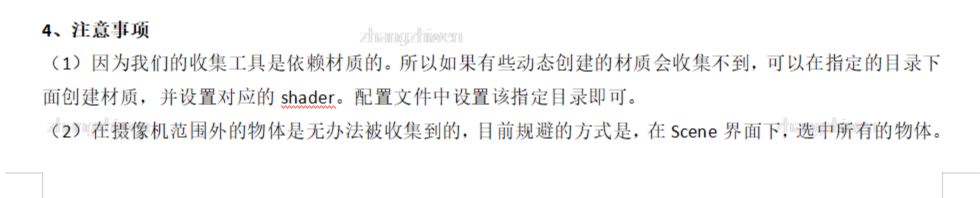 4、注意事项
zhangzhiwen
（1）因为我们的收集工具是依赖材质的。所以如果有些动态创建的材质会收集不到，可以在指定的目录下
面创建材质，并设置对应的 shader。配置文件中设置该指定目录即可。
（2）在摄像机范围外的物体是无办法被收集到的，目前规避的方式是，在 Scene 界面下，选中所有的物体。